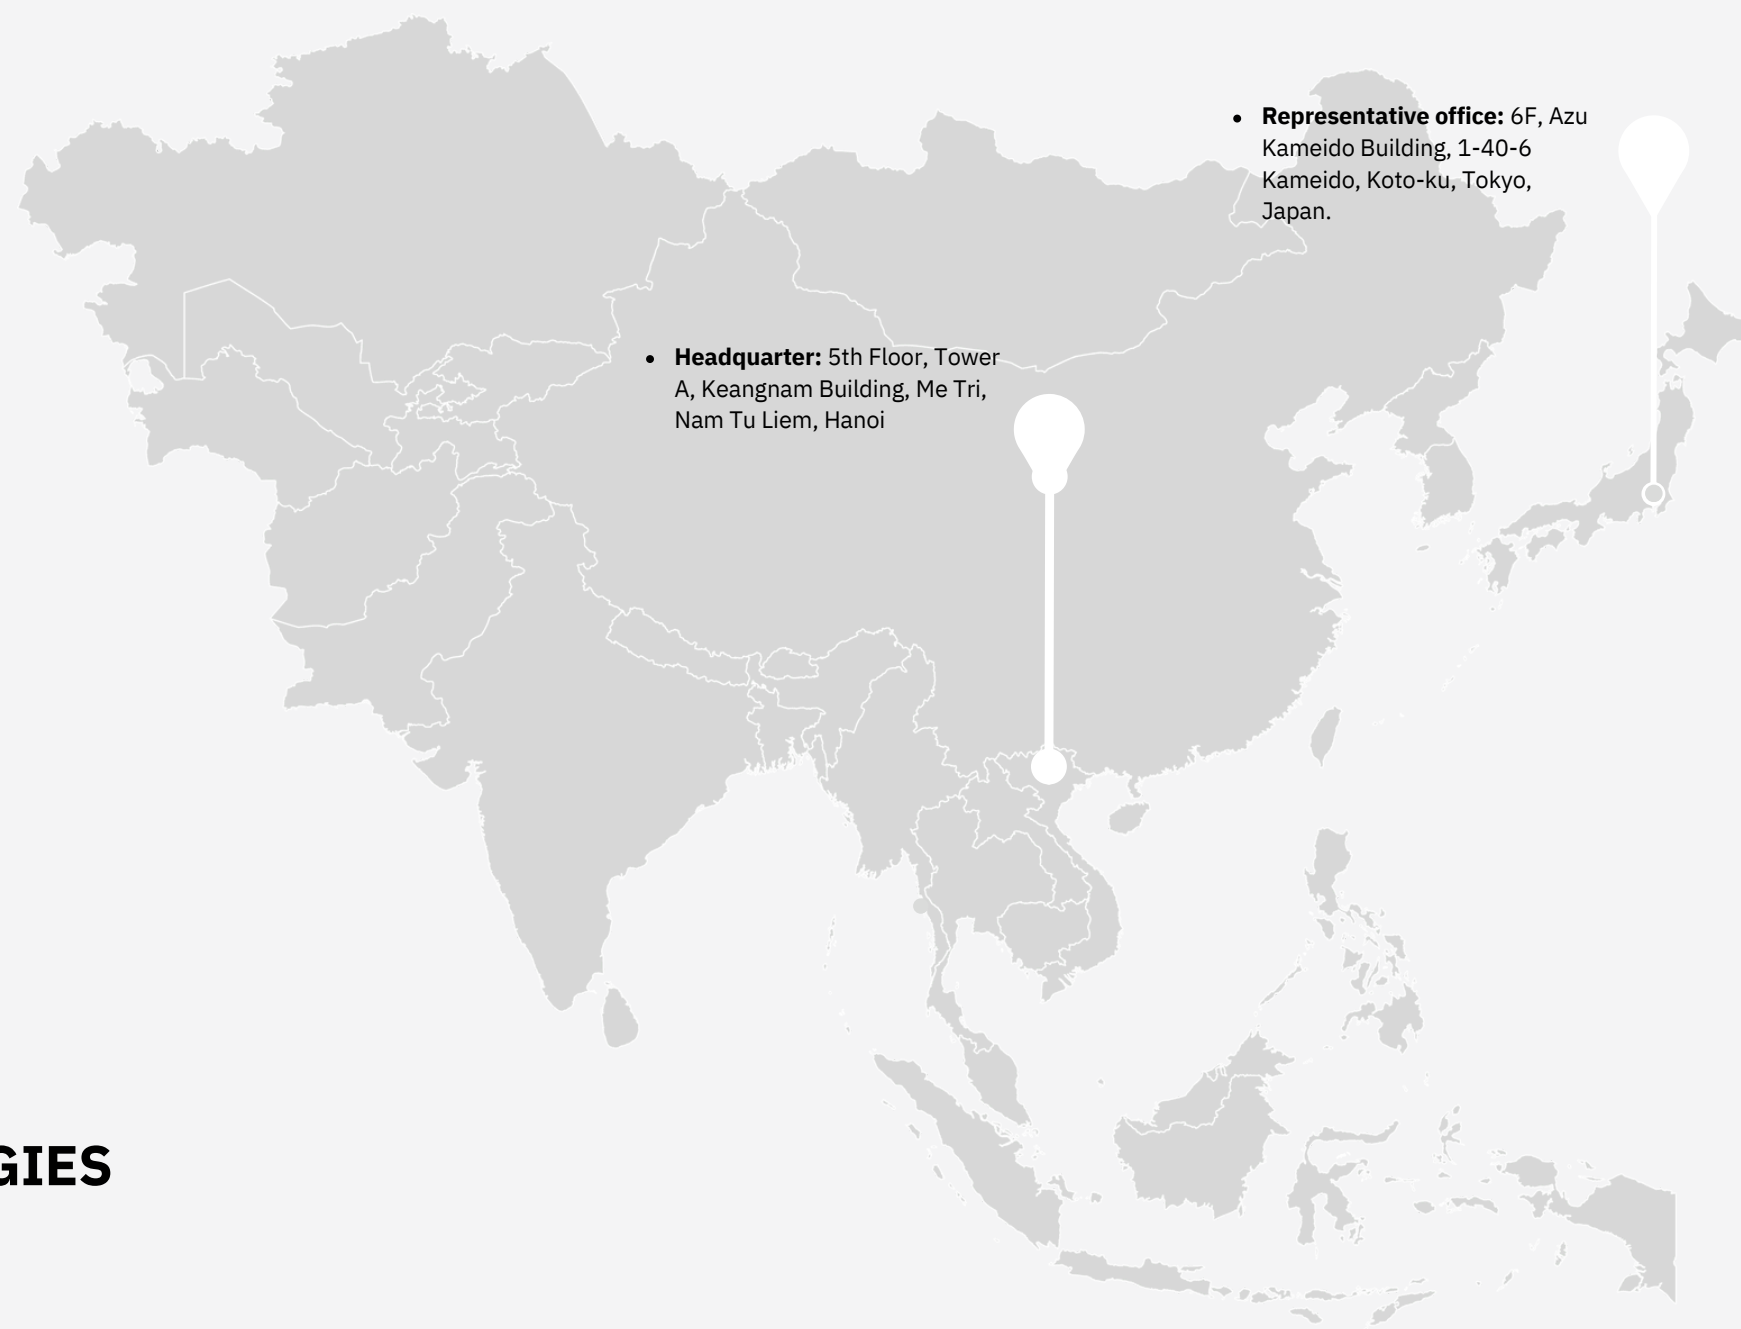 • Representative office: 6F, Azu
Kameido Building, 1-40-6
Kameido, Koto-ku, Tokyo,
Japan.
• Headquarter: 5th Floor, Tower
A, Keangnam Building, Me Tri,
Nam Tu Liem, Hanoi
GIES